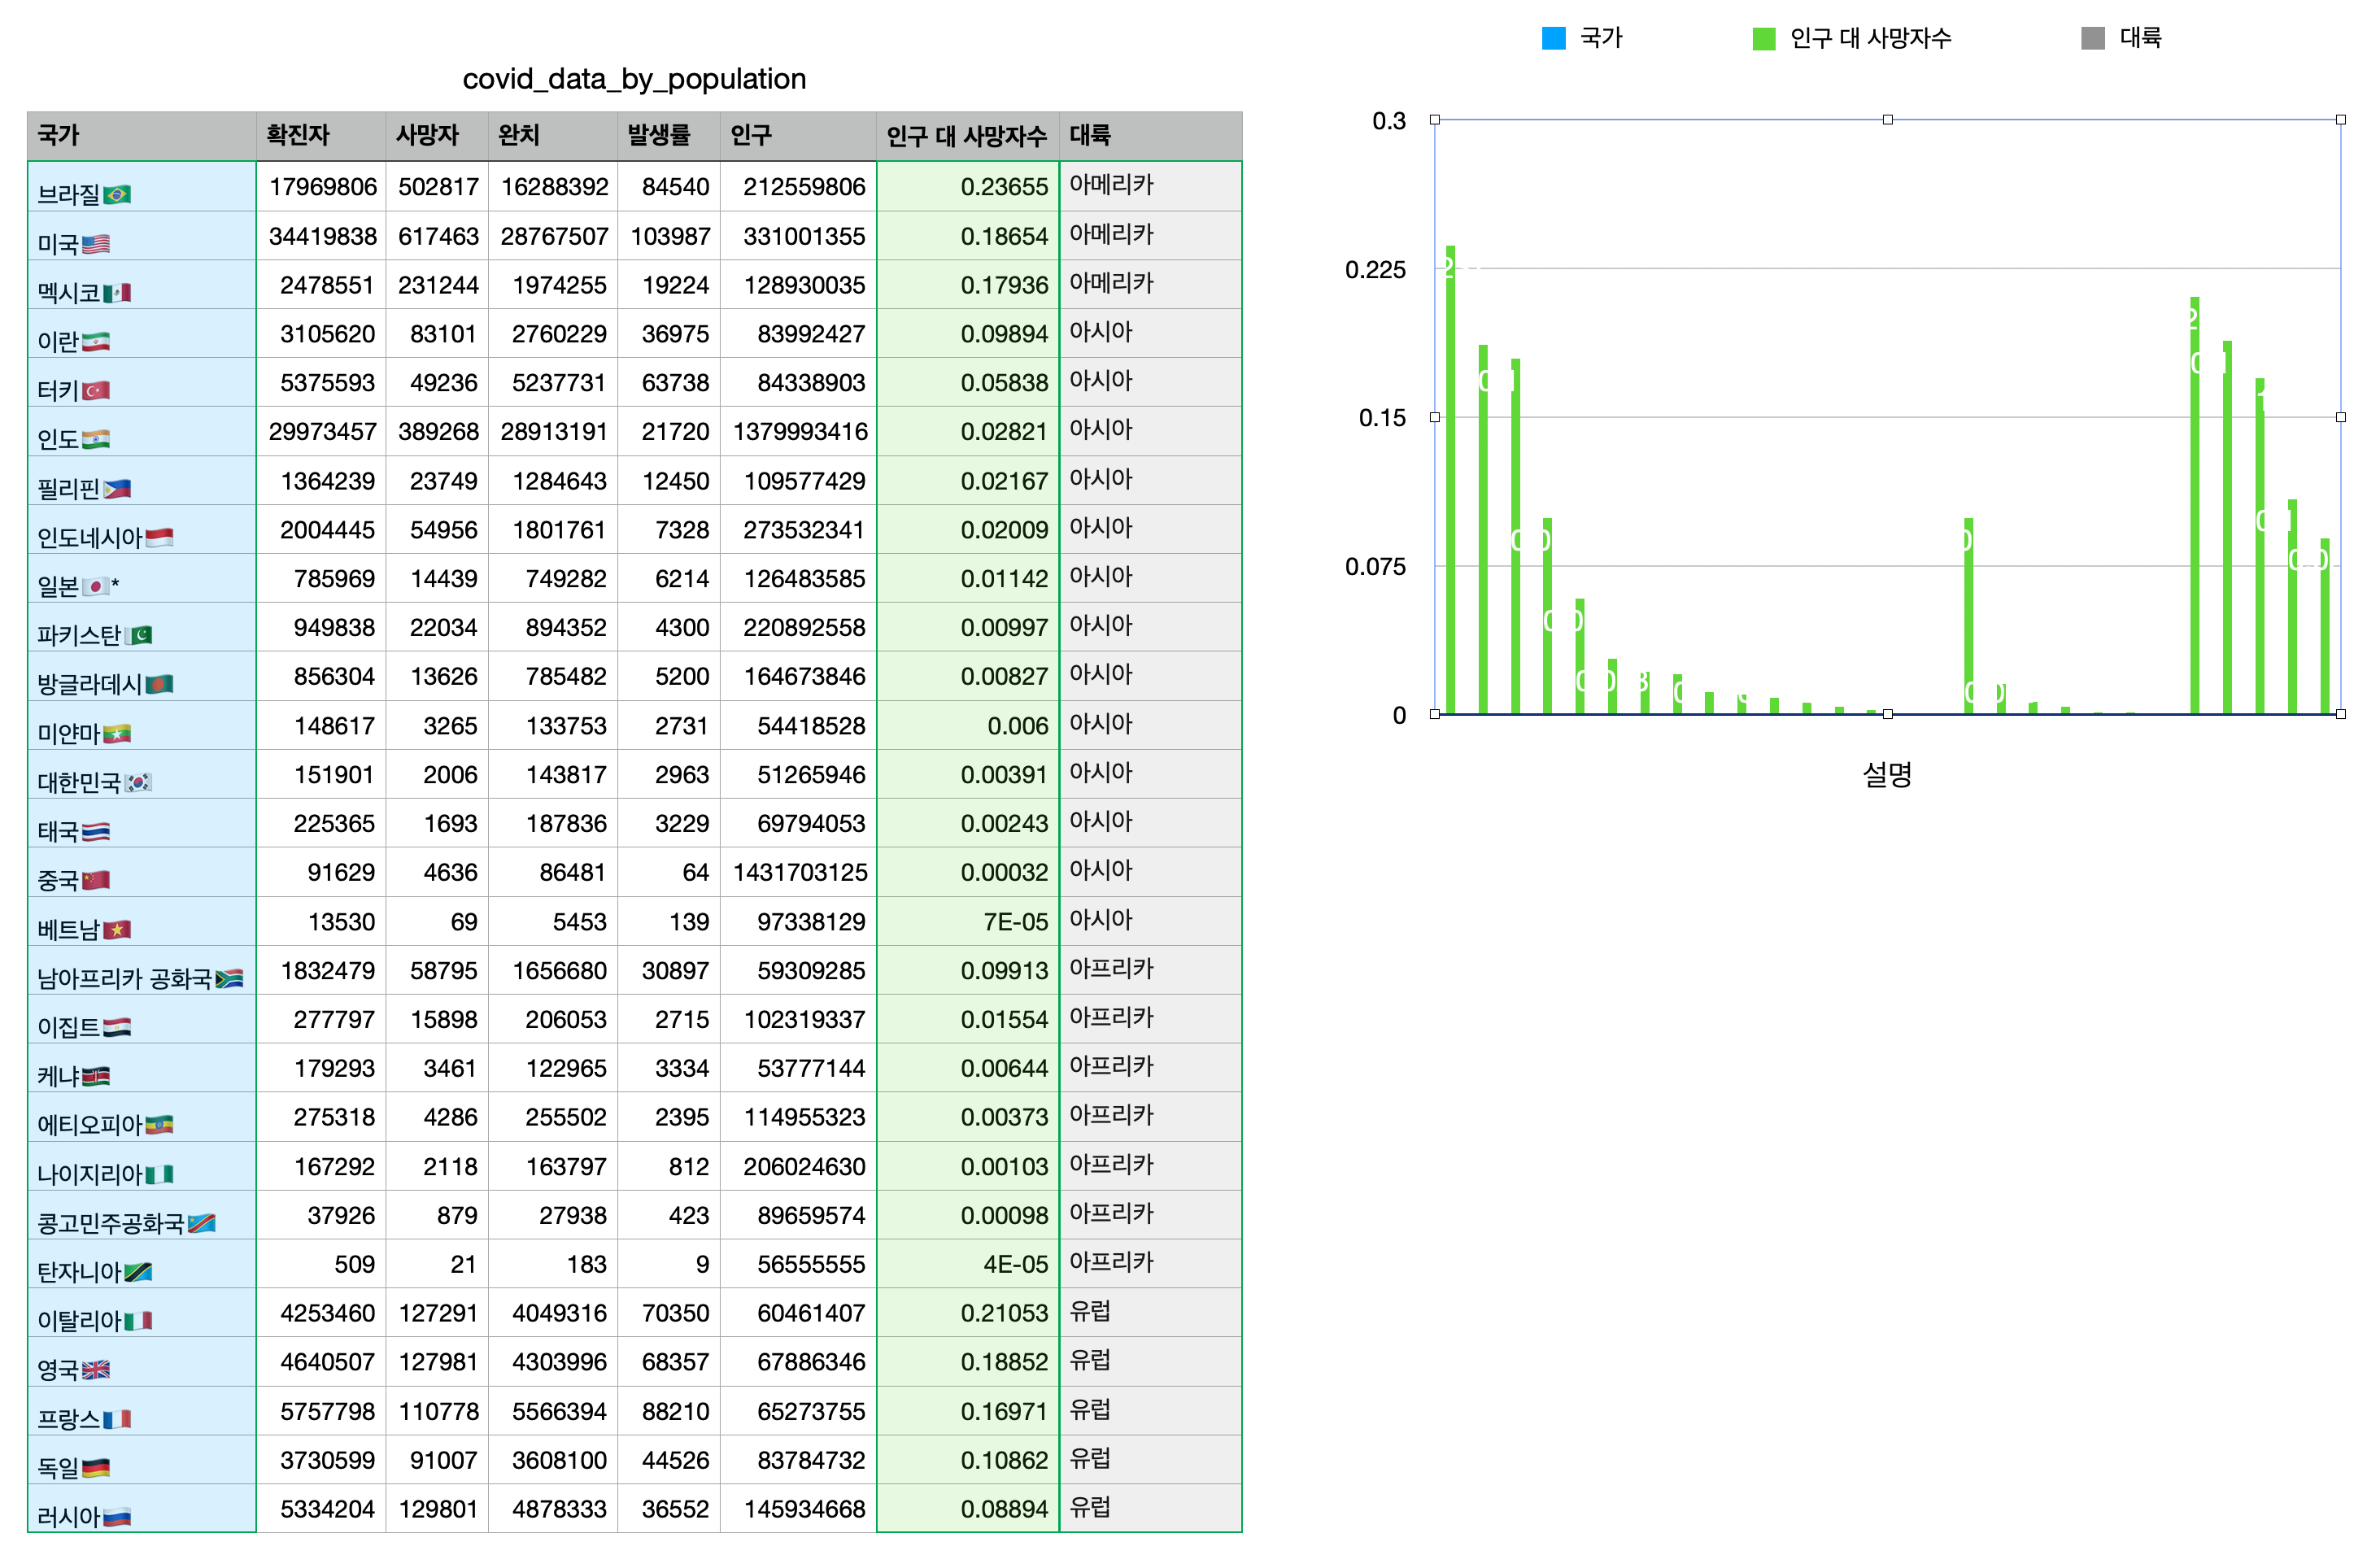 covid_data_by_population
국가 확진자 사망자 완치 발생률 인구 인구 대 사망자수 대륙
브라질🇧🇷 17969806 502817 16288392 84540 212559806 0.23655 아메리카
미국🇺🇸 34419838 617463 28767507 103987 331001355 0.18654 아메리카
멕시코🇲🇽 2478551 231244 1974255 19224 128930035 0.17936 아메리카
이란🇮🇷 3105620 83101 2760229 36975 83992427 0.09894 아시아
터키🇹🇷 5375593 49236 5237731 63738 84338903 0.05838 아시아
인도🇮🇳 29973457 389268 28913191 21720 1379993416 0.02821 아시아
필리핀🇵🇭 1364239 23749 1284643 12450 109577429 0.02167 아시아
인도네시아🇮🇩 2004445 54956 1801761 7328 273532341 0.02009 아시아
일본🇯🇵* 785969 14439 749282 6214 126483585 0.01142 아시아
파키스탄🇵🇰 949838 22034 894352 4300 220892558 0.00997 아시아
방글라데시🇧🇩 856304 13626 785482 5200 164673846 0.00827 아시아
미얀마🇲🇲 148617 3265 133753 2731 54418528 0.006 아시아
대한민국🇰🇷 151901 2006 143817 2963 51265946 0.00391 아시아
태국🇹🇭 225365 1693 187836 3229 69794053 0.00243 아시아
중국🇨🇳 91629 4636 86481 64 1431703125 0.00032 아시아
베트남🇻🇳 13530 69 5453 139 97338129 7E-05 아시아
남아프리카 공화국🇿🇦 1832479 58795 1656680 30897 59309285 0.09913 아프리카
이집트🇪🇬 277797 15898 206053 2715 102319337 0.01554 아프리카
케냐🇰🇪 179293 3461 122965 3334 53777144 0.00644 아프리카
에티오피아🇪🇹 275318 4286 255502 2395 114955323 0.00373 아프리카
나이지리아🇳🇬 167292 2118 163797 812 206024630 0.00103 아프리카
콩고민주공화국🇨🇩 37926 879 27938 423 89659574 0.00098 아프리카
탄자니아🇹🇿 509 21 183 9 56555555 4E-05 아프리카
이탈리아🇮🇹 4253460 127291 4049316 70350 60461407 0.21053 유럽
영국🇬🇧 4640507 127981 4303996 68357 67886346 0.18852 유럽
프랑스🇫🇷 5757798 110778 5566394 88210 65273755 0.16971 유럽
독일🇩🇪 3730599 91007 3608100 44526 83784732 0.10862 유럽
러시아🇷🇺 5334204 129801 4878333 36552 145934668 0.08894 유럽
국가 인구 대 사망자수 대륙
0.3
0.225
0.15
0.075
0
설명